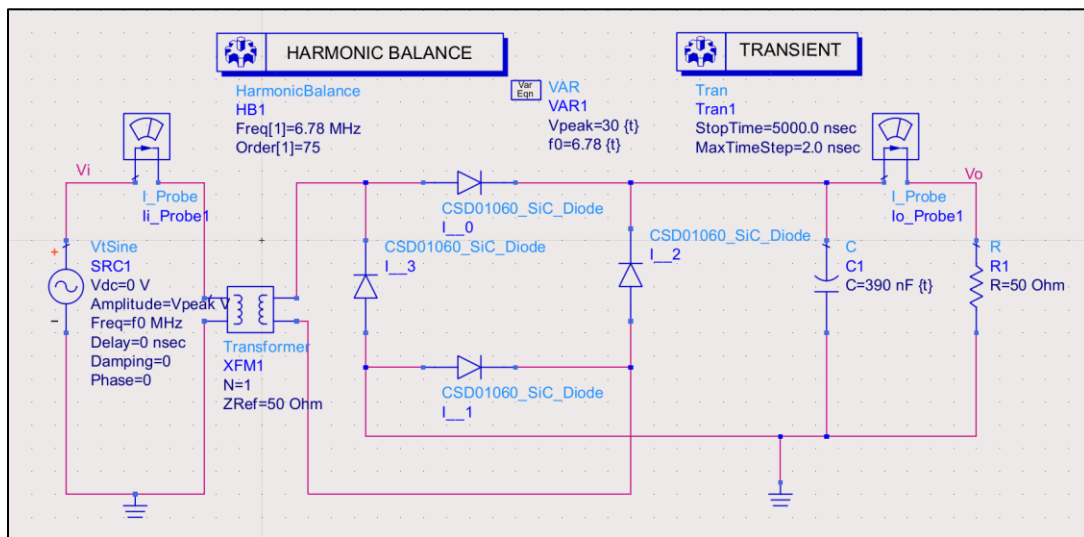 HARMONIC BALANCE
HarmonicBalance
HB1
Freq[1]=6.78 MHz
Order[1]=75
Var
Eqn
VAR
VAR1
Vpeak=30 {t}
f0=6.78 {t}
TRANSIENT
Tran
Tran1
StopTime=5000.0 nsec
MaxTimeStep=2.0 nsec
Vi
I_Probe
Ii_Probe1
+
VtSine
SRC1
Vdc=0 V
Amplitude=Vpeak V
Freq=f0 MHz
Delay=0 nsec
Damping=0
Phase=0
−
Transformer
XFM1
N=1
ZRef=50 Ohm
CSD01060_SiC_Diode
I__0
CSD01060_SiC_Diode
I__3
CSD01060_SiC_Diode
I__2
CSD01060_SiC_Diode
I__1
C
C1
C=390 nF {t}
I_Probe
Io_Probe1
Vo
R
R1
R=50 Ohm